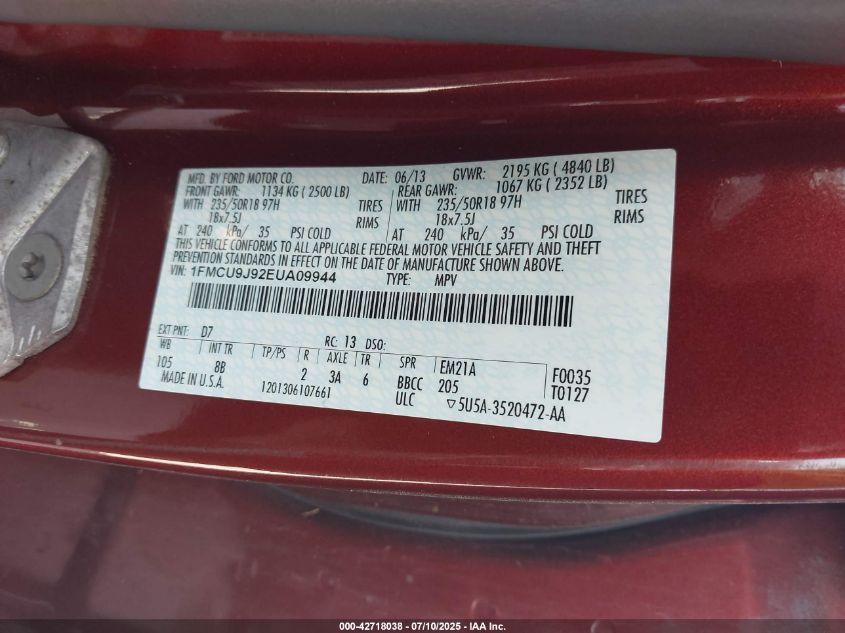 MFD. BY FORD MOTOR CO. DATE: 06/13 GVWR: 2195 KG ( 4840 LB)
FRONT GAWR: 1134 KG ( 2500 LB) REAR GAWR: 1067 KG ( 2352 LB)
WITH 235/50R18 97H TIRES WITH 235/50R18 97H TIRES
18x7.5J RIMS 18x7.5J RIMS
AT 240 kPa/ 35 PSI COLD AT 240 kPa/ 35 PSI COLD
THIS VEHICLE CONFORMS TO ALL APPLICABLE FEDERAL MOTOR VEHICLE SAFETY AND THEFT
PREVENTION STANDARDS IN EFFECT ON THE DATE OF MANUFACTURE SHOWN ABOVE.
VIN: 1FMCU9J92EUA09944 TYPE: MPV
EXT PNT: D7 RC: 13 DSO:
WB INT TR TP/PS R AXLE TR SPR EM21A F0035
105 8B 2 3A 6 BBCC 205 T0127
MADE IN U.S.A. 1201306107661 ULC ▽5U5A-3520472-AA
000-42718038 - 07/10/2025 - IAAI.com